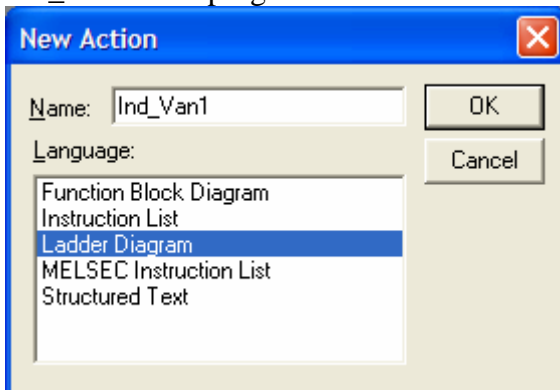 New Action
Name: Ind_Van1
OK
Language:
Cancel
Function Block Diagram
Instruction List
Ladder Diagram
MELSEC Instruction List
Structured Text